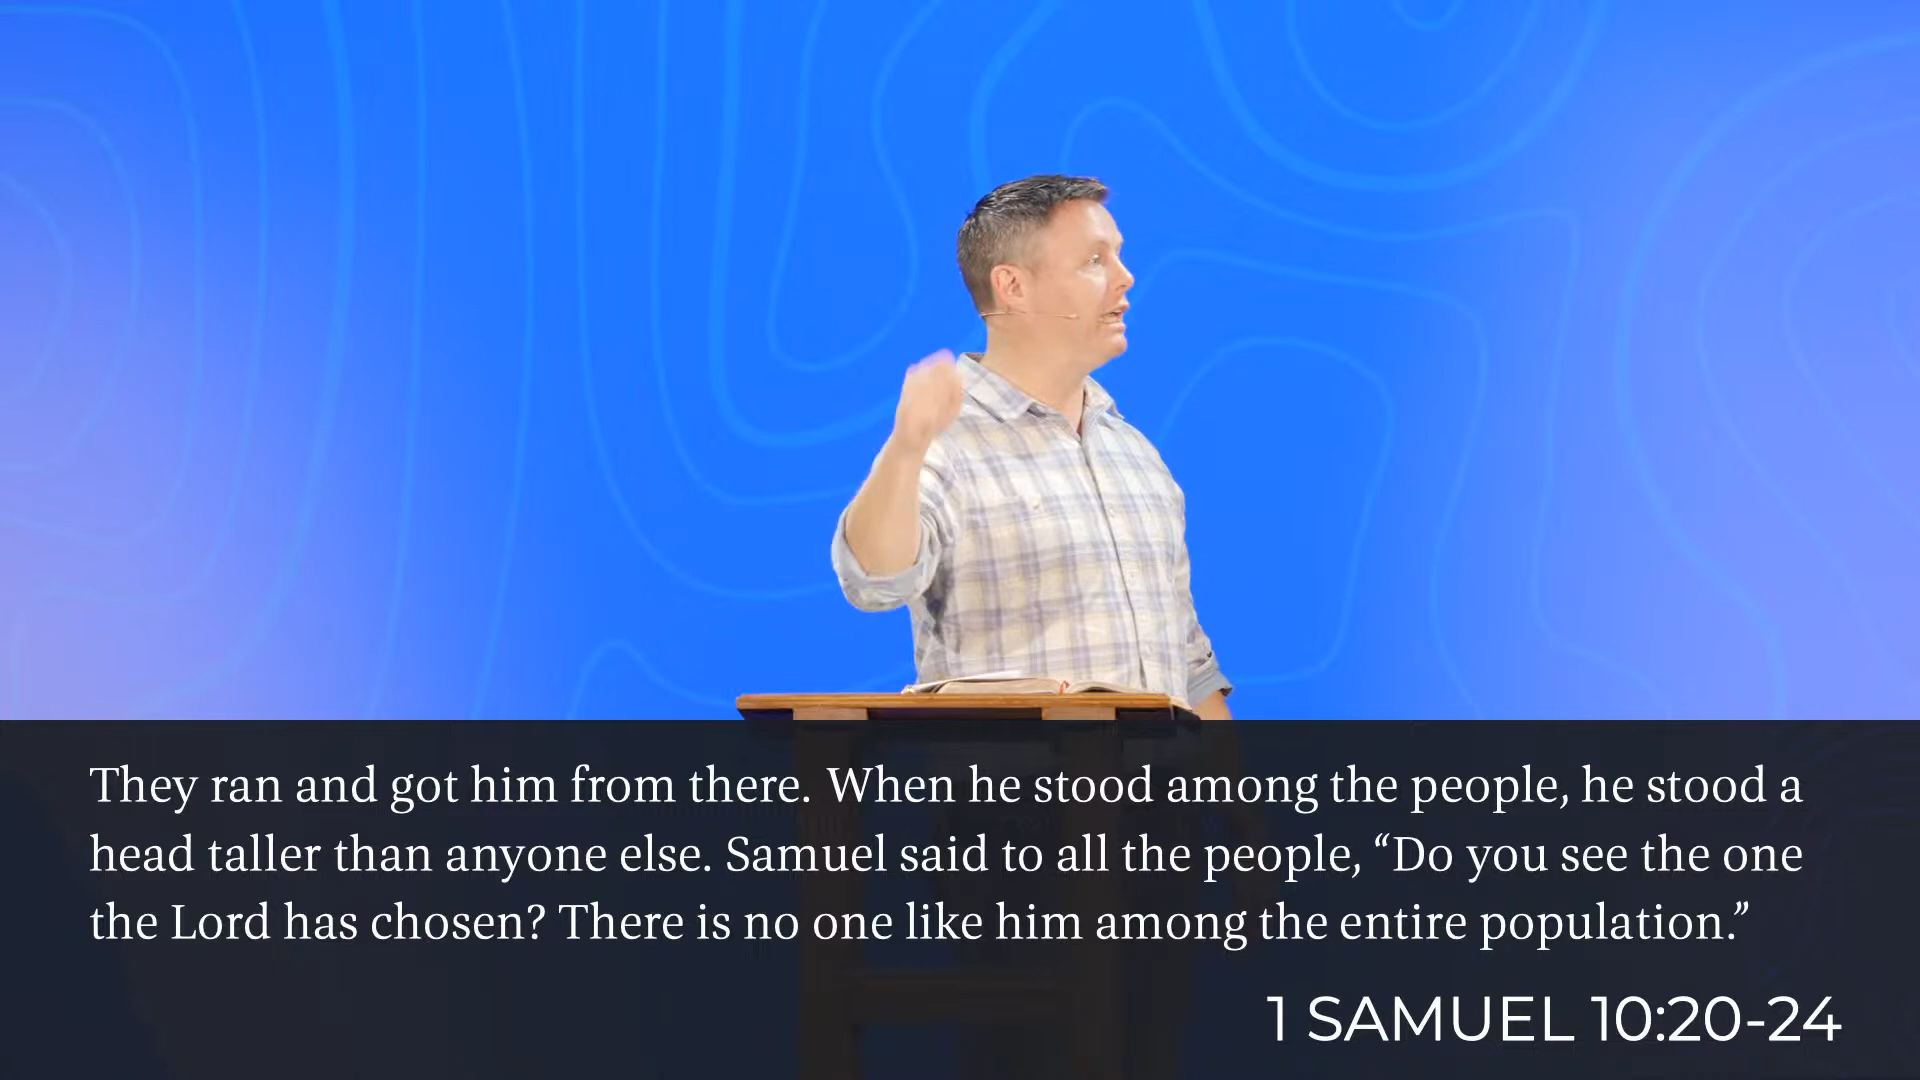 They ran and got him from there. When he stood among the people, he stood a
head taller than anyone else. Samuel said to all the people, “Do you see the one
the Lord has chosen? There is no one like him among the entire population.”
1 SAMUEL 10:20-24